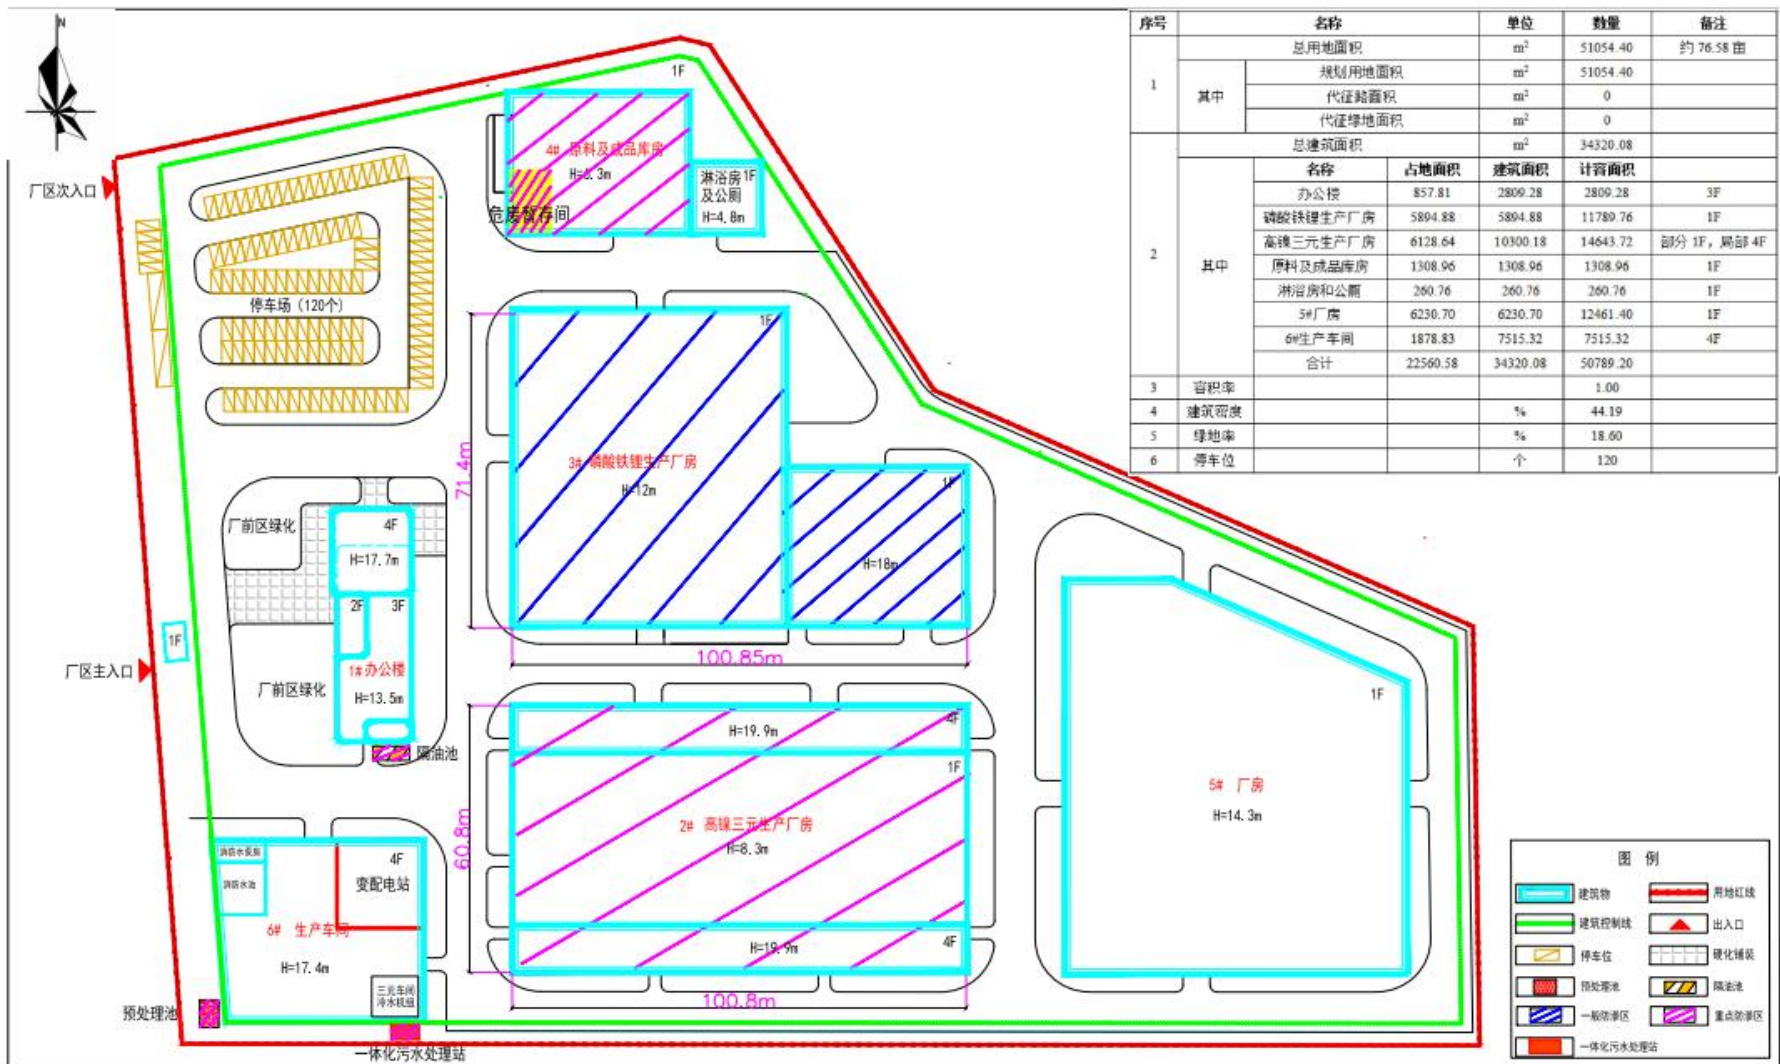 N
序号 名称 单位 数量 备注
1 总用地面积 m² 51054.40 约 76.58 亩
其中 规划用地面积 m² 51054.40
代征路面积 m² 0
代征绿地面积 m² 0
2 总建筑面积 m² 34320.08
其中 名称 占地面积 建筑面积 计容面积
办公楼 857.81 2809.28 2809.28 3F
磷酸铁锂生产厂房 5894.88 5894.88 11789.76 1F
高镍三元生产厂房 6128.64 10300.18 14643.72 部分 1F，局部 4F
原料及成品库房 1308.96 1308.96 1308.96 1F
淋浴房和公厕 260.76 260.76 260.76 1F
5#厂房 6230.70 6230.70 12461.40 1F
6#生产车间 1878.83 7515.32 7515.32 4F
合计 22560.58 34320.08 50789.20
3 容积率 1.00
4 建筑密度 % 44.19
5 绿地率 % 18.60
6 停车位 个 120
1F
4# 原料及成品库房
H=8.3m
淋浴房 1F
及公厕
H=4.8m
危废暂存间
厂区次入口
停车场（120个）
1F
71.4m
3# 磷酸铁锂生产厂房
H=12m
1F
H=18m
100.85m
厂前区绿化
4F
H=17.7m
2F 3F
1F
厂区主入口
1#办公楼
厂前区绿化
H=13.5m
隔油池
1F
5# 厂房
H=14.3m
4F
H=19.9m
1F
60.8m
2# 高镍三元生产厂房
H=8.3m
H=19.9m
4F
100.8m
消防水泵房
消防水池
4F
变配电站
6# 生产车间
H=17.4m
三元车间
冷水机组
预处理池
一体化污水处理站
图 例
建筑物 用地红线
建筑控制线 出入口
停车位 硬化铺装
预处理池 隔油池
一般防渗区 重点防渗区
一体化污水处理站